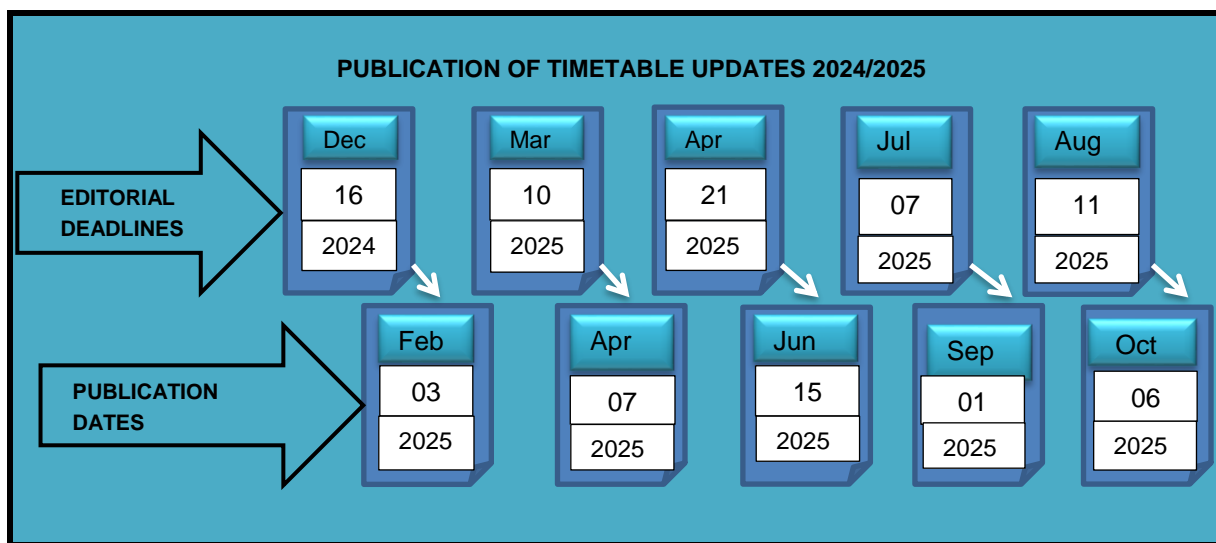 PUBLICATION OF TIMETABLE UPDATES 2024/2025
EDITORIAL
DEADLINES
Dec
16
2024
Mar
10
2025
Apr
21
2025
Jul
07
2025
Aug
11
2025
PUBLICATION
DATES
Feb
03
2025
Apr
07
2025
Jun
15
2025
Sep
01
2025
Oct
06
2025